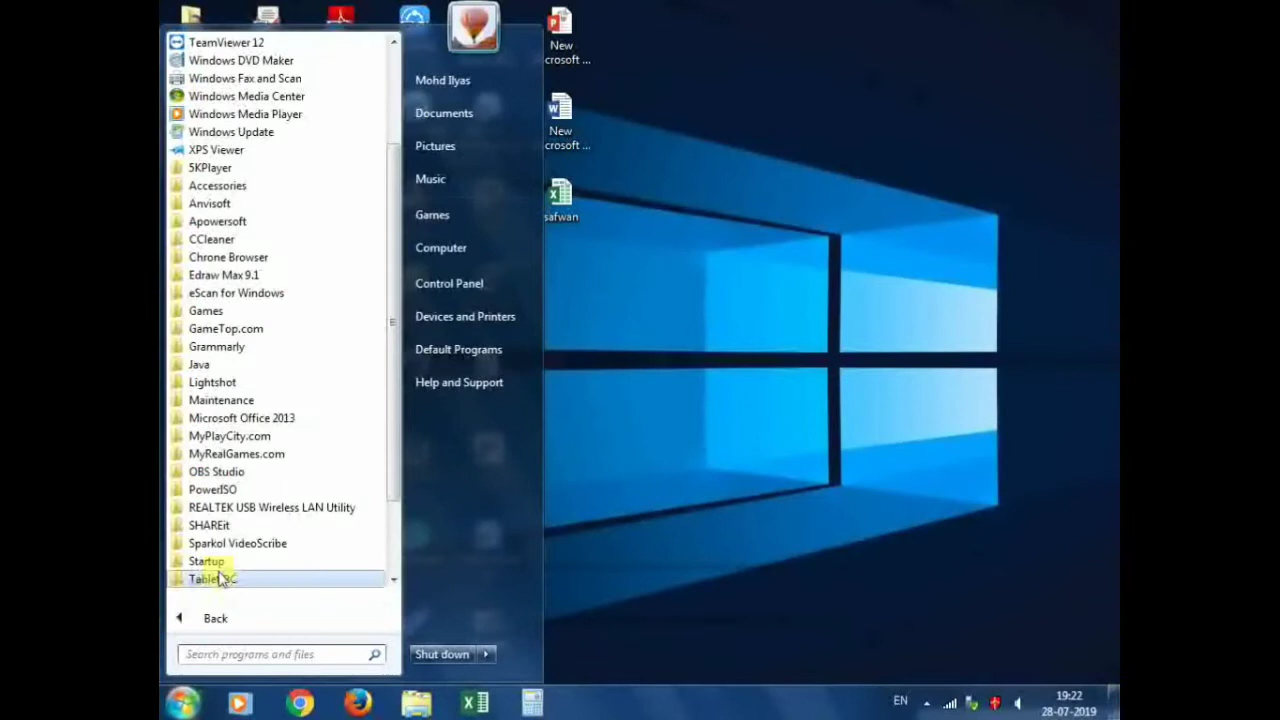 TeamViewer 12
Windows DVD Maker
Windows Fax and Scan
Windows Media Center
Windows Media Player
Windows Update
XPS Viewer
5KPlayer
Accessories
Anvisoft
Apowersoft
CCleaner
Chrome Browser
Edraw Max 9.1
eScan for Windows
Games
GameTop.com
Grammarly
Java
Lightshot
Maintenance
Microsoft Office 2013
MyPlayCity.com
MyRealGames.com
OBS Studio
PowerISO
REALTEK USB Wireless LAN Utility
SHAREit
Sparkol VideoScribe
Startup
Tablet PC
Back
Search programs and files
Mohd Ilyas
Documents
Pictures
Music
Games
Computer
Control Panel
Devices and Printers
Default Programs
Help and Support
Shut down
New
crosoft ...
New
crosoft ...
safwan
EN
19:22
28-07-2019